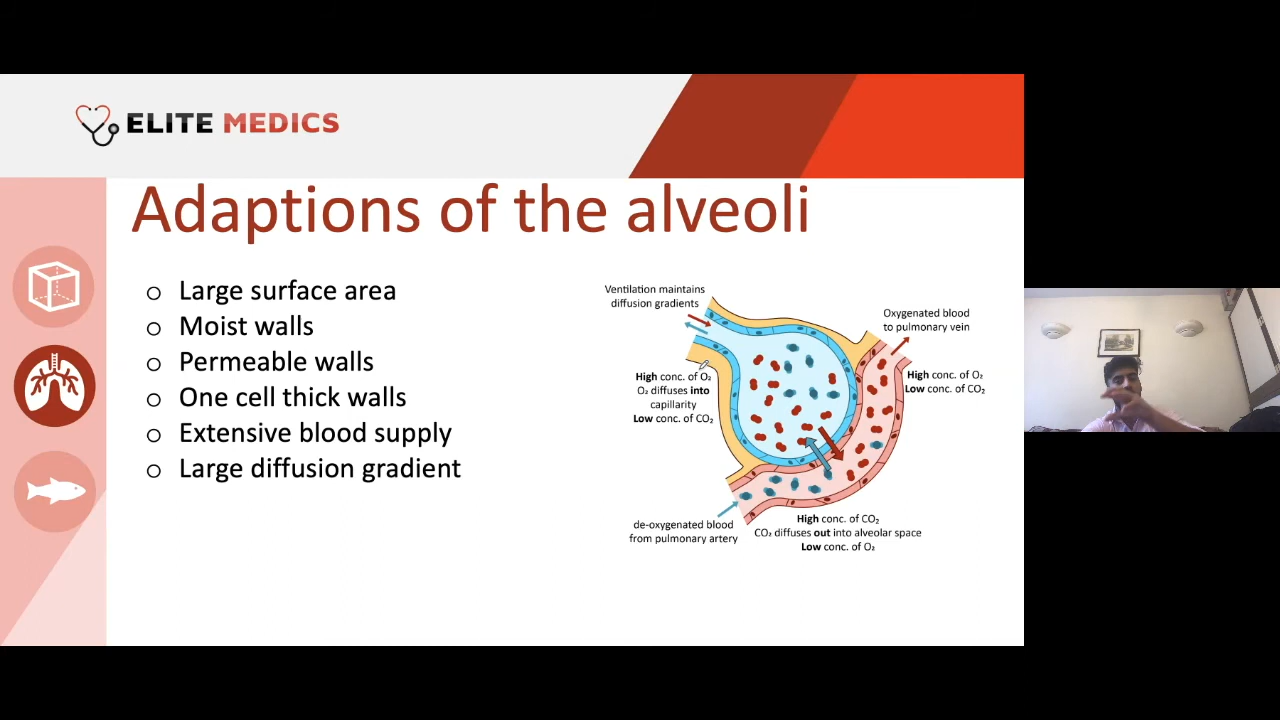 ELITE MEDICS
Adaptions of the alveoli
Large surface area
Moist walls
Permeable walls
One cell thick walls
Extensive blood supply
Large diffusion gradient
Ventilation maintains
diffusion gradients
Oxygenated blood
to pulmonary vein
High conc. of O₂
O₂ diffuses into
capillarity
Low conc. of CO₂
High conc. of O₂
Low conc. of CO₂
de-oxygenated blood
from pulmonary artery
High conc. of CO₂
CO₂ diffuses out into alveolar space
Low conc. of O₂